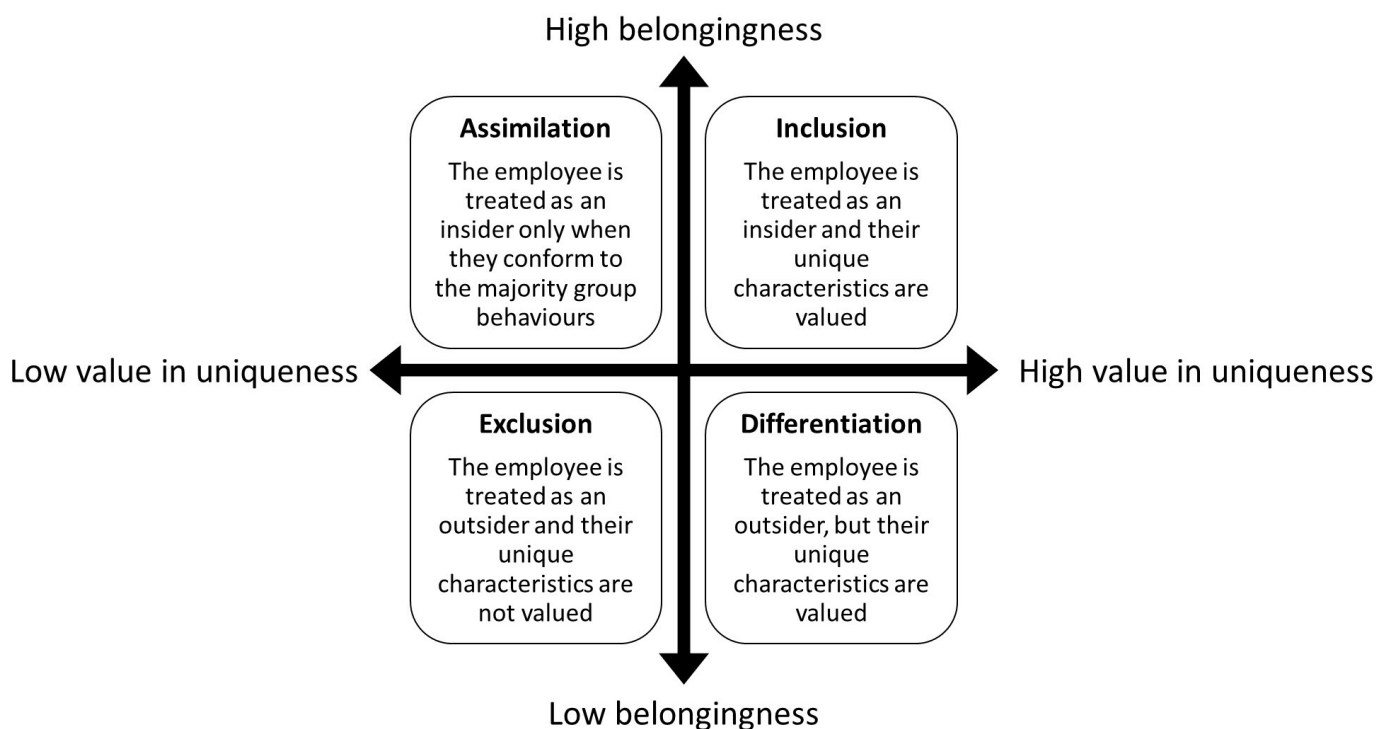 High belongingness
Assimilation
The employee is
treated as an
insider only when
they conform to
the majority group
behaviours
Inclusion
The employee is
treated as an
insider and their
unique
characteristics are
valued
Low value in uniqueness
High value in uniqueness
Exclusion
The employee is
treated as an
outsider and their
unique
characteristics are
not valued
Differentiation
The employee is
treated as an
outsider, but their
unique
characteristics are
valued
Low belongingness